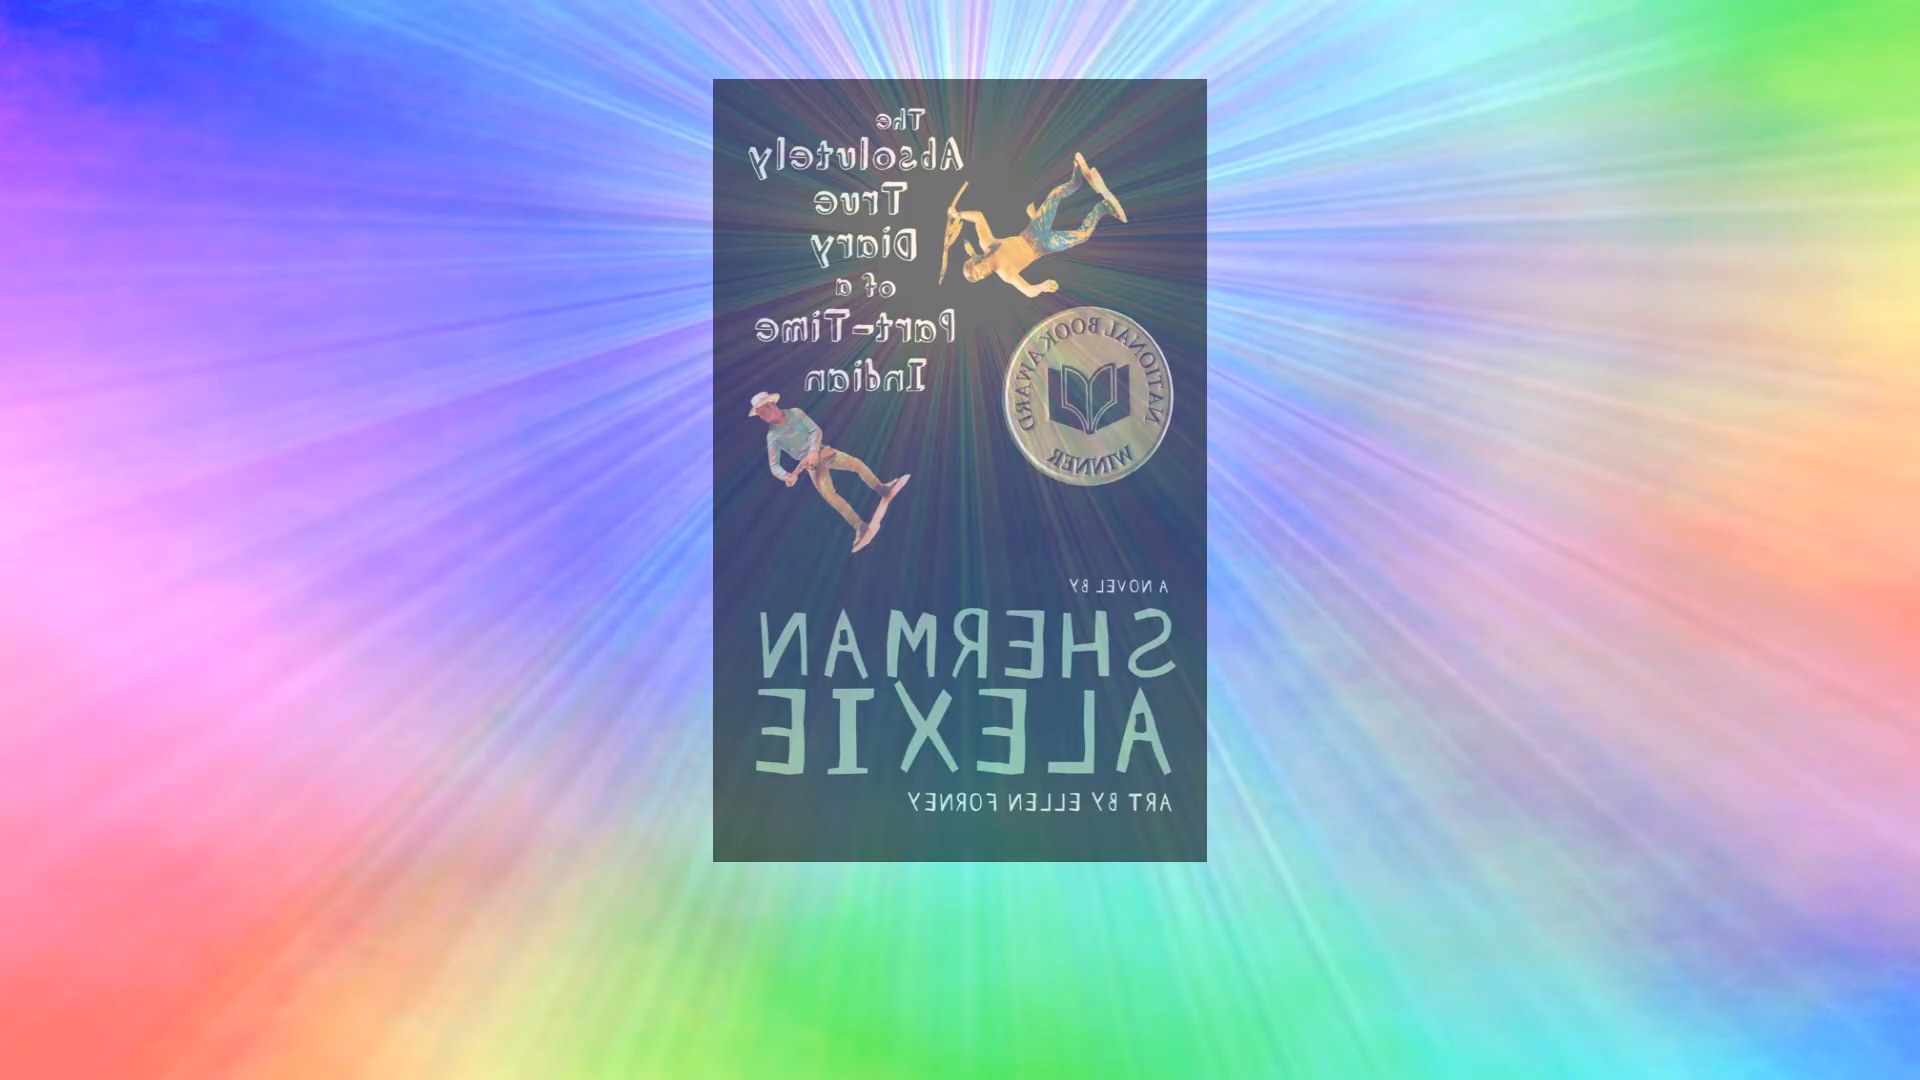 The
Absolutely
True
Diary
of a
Part-Time
Indian
NATIONAL BOOK AWARD
WINNER
A NOVEL BY
SHERMAN
ALEXIE
ART BY ELLEN FORNEY